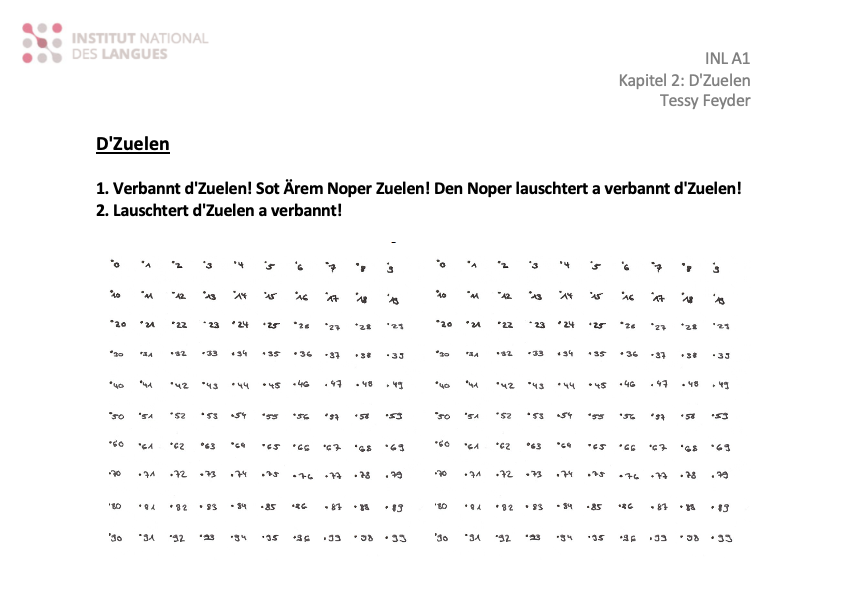 INSTITUT NATIONAL
DES LANGUES
INL A1
Kapitel 2: D'Zuelen
Tessy Feyder
D'Zuelen
1. Verbannt d'Zuelen! Sot Ärem Noper Zuelen! Den Noper lauschtert a verbannt d'Zuelen!
2. Lauschtert d'Zuelen a verbannt!
0 1 2 3 4 5 6 7 8 9 0 1 2 3 4 5 6 7 8 9
10 11 12 13 14 15 16 17 18 19 10 11 12 13 14 15 16 17 18 19
20 21 22 23 24 25 26 27 28 29 20 21 22 23 24 25 26 27 28 29
30 31 32 33 34 35 36 37 38 39 30 31 32 33 34 35 36 37 38 39
40 41 42 43 44 45 46 47 48 49 40 41 42 43 44 45 46 47 48 49
50 51 52 53 54 55 56 57 58 59 50 51 52 53 54 55 56 57 58 59
60 61 62 63 64 65 66 67 68 69 60 61 62 63 64 65 66 67 68 69
70 71 72 73 74 75 76 77 78 79 70 71 72 73 74 75 76 77 78 79
80 81 82 83 84 85 86 87 88 89 80 81 82 83 84 85 86 87 88 89
90 91 92 93 94 95 96 99 98 99 90 91 92 93 94 95 96 99 98 99